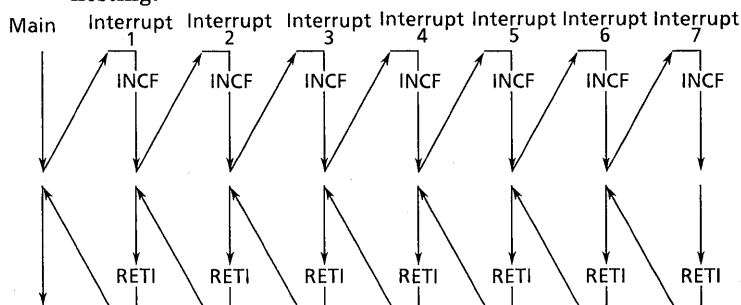 nesting.
Main Interrupt Interrupt Interrupt Interrupt Interrupt Interrupt Interrupt
1 2 3 4 5 6 7
INCF INCF INCF INCF INCF INCF INCF
RETI RETI RETI RETI RETI RETI RETI